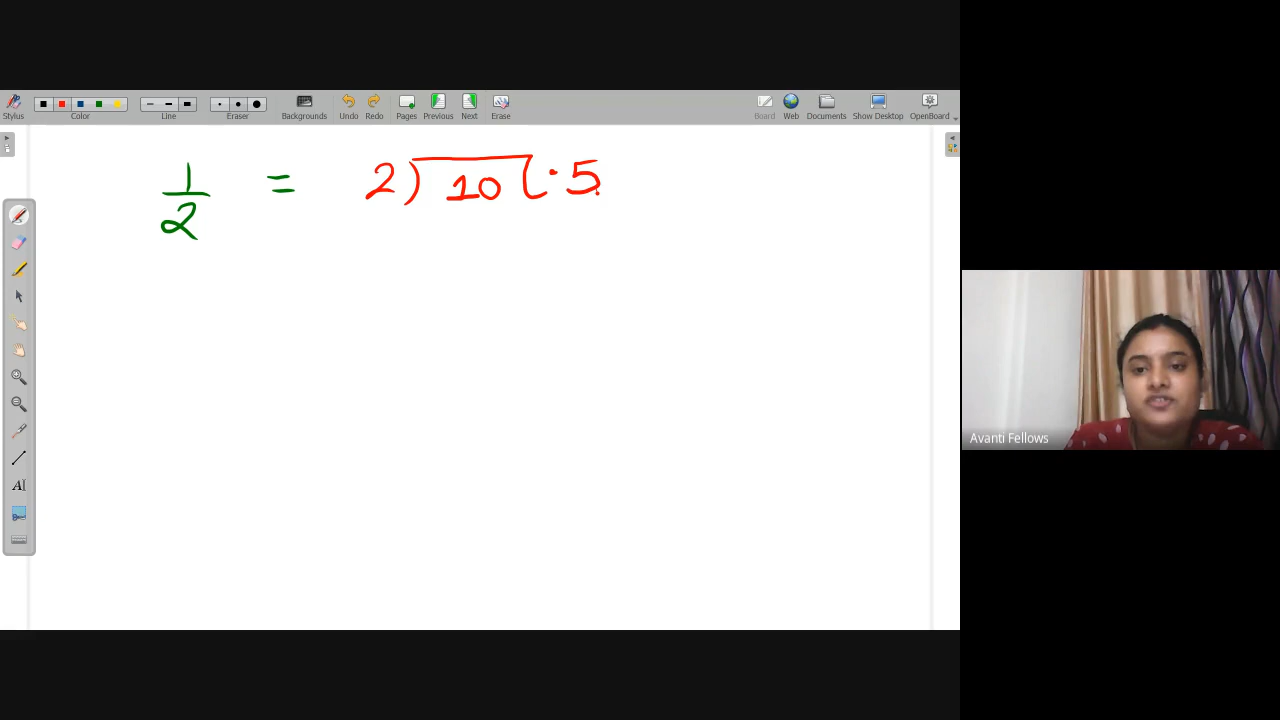 Stylus
Color
Line
Eraser
Backgrounds
Undo
Redo
Pages
Previous
Next
Erase
Board
Web
Documents
Show Desktop
OpenBoard
1/2 = 2) 10 ( .5
A
Avanti Fellows